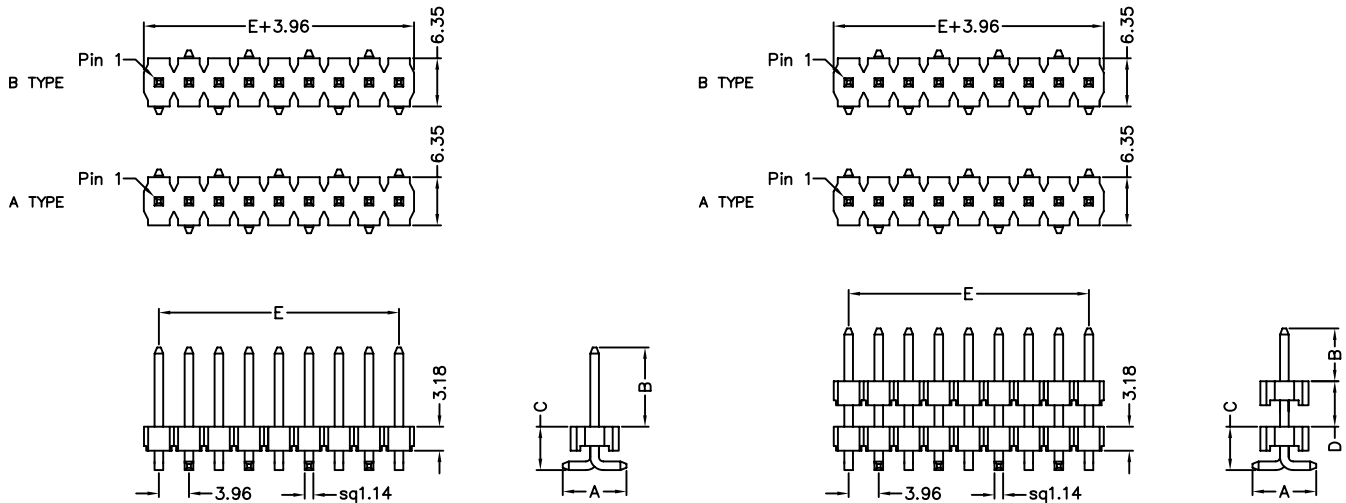 E+3.96
6.35
Pin 1
B TYPE
6.35
Pin 1
A TYPE
E
3.18
B
C
3.96
sq1.14
A
E+3.96
6.35
Pin 1
B TYPE
6.35
Pin 1
A TYPE
E
3.18
B
C
D
3.96
sq1.14
A